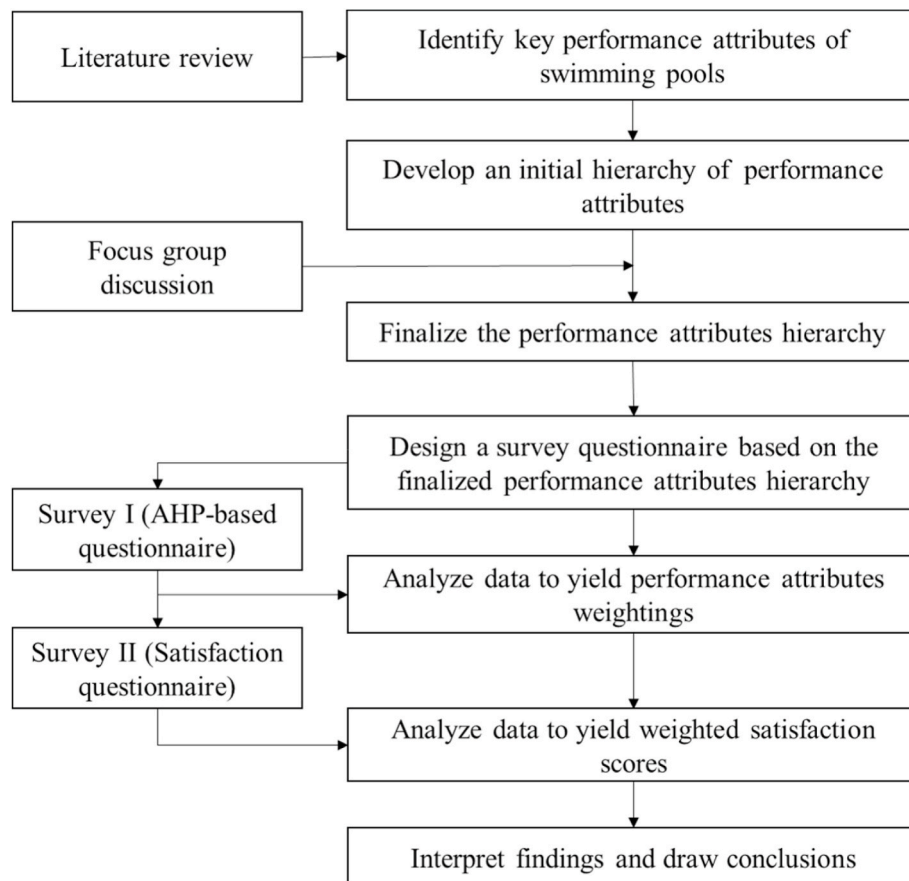 Literature review
Identify key performance attributes of
swimming pools
Develop an initial hierarchy of performance
attributes
Focus group
discussion
Finalize the performance attributes hierarchy
Design a survey questionnaire based on the
finalized performance attributes hierarchy
Survey I (AHP-based
questionnaire)
Analyze data to yield performance attributes
weightings
Survey II (Satisfaction
questionnaire)
Analyze data to yield weighted satisfaction
scores
Interpret findings and draw conclusions